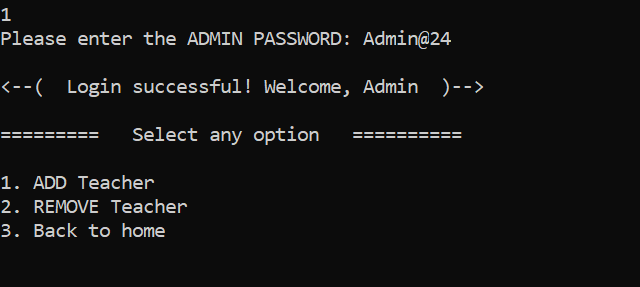 1
Please enter the ADMIN PASSWORD: Admin@24
<--(  Login successful! Welcome, Admin  )-->
=========   Select any option   ==========
1. ADD Teacher
2. REMOVE Teacher
3. Back to home